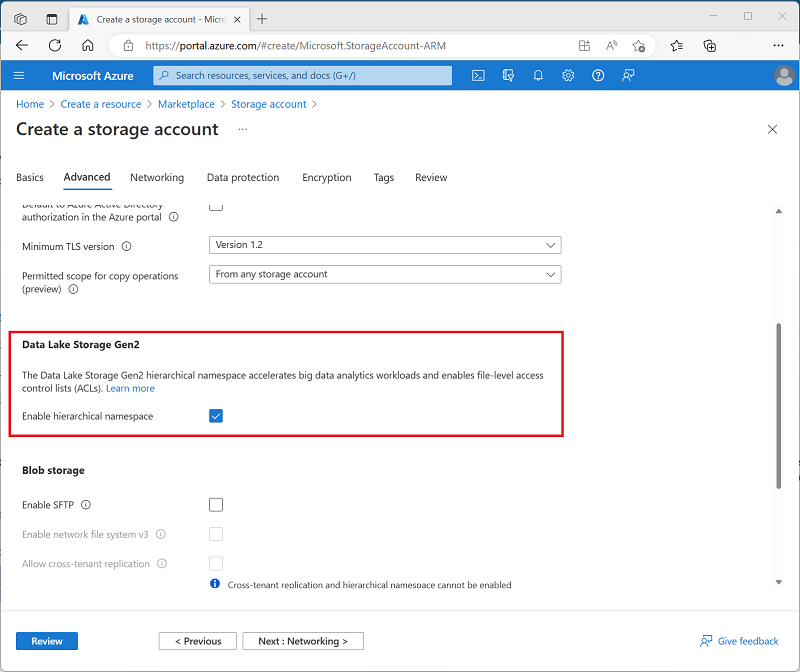 Create a storage account - Micro
https://portal.azure.com/#create/Microsoft.StorageAccount-ARM
Microsoft Azure
Search resources, services, and docs (G+/)
Home > Create a resource > Marketplace > Storage account >
Create a storage account ...
Basics Advanced Networking Data protection Encryption Tags Review
Default to Azure Active Directory
authorization in the Azure portal
Minimum TLS version
Version 1.2
Permitted scope for copy operations
(preview)
From any storage account
Data Lake Storage Gen2
The Data Lake Storage Gen2 hierarchical namespace accelerates big data analytics workloads and enables file-level access
control lists (ACLs). Learn more
Enable hierarchical namespace
Blob storage
Enable SFTP
Enable network file system v3
Allow cross-tenant replication
Cross-tenant replication and hierarchical namespace cannot be enabled
Review
< Previous
Next : Networking >
Give feedback